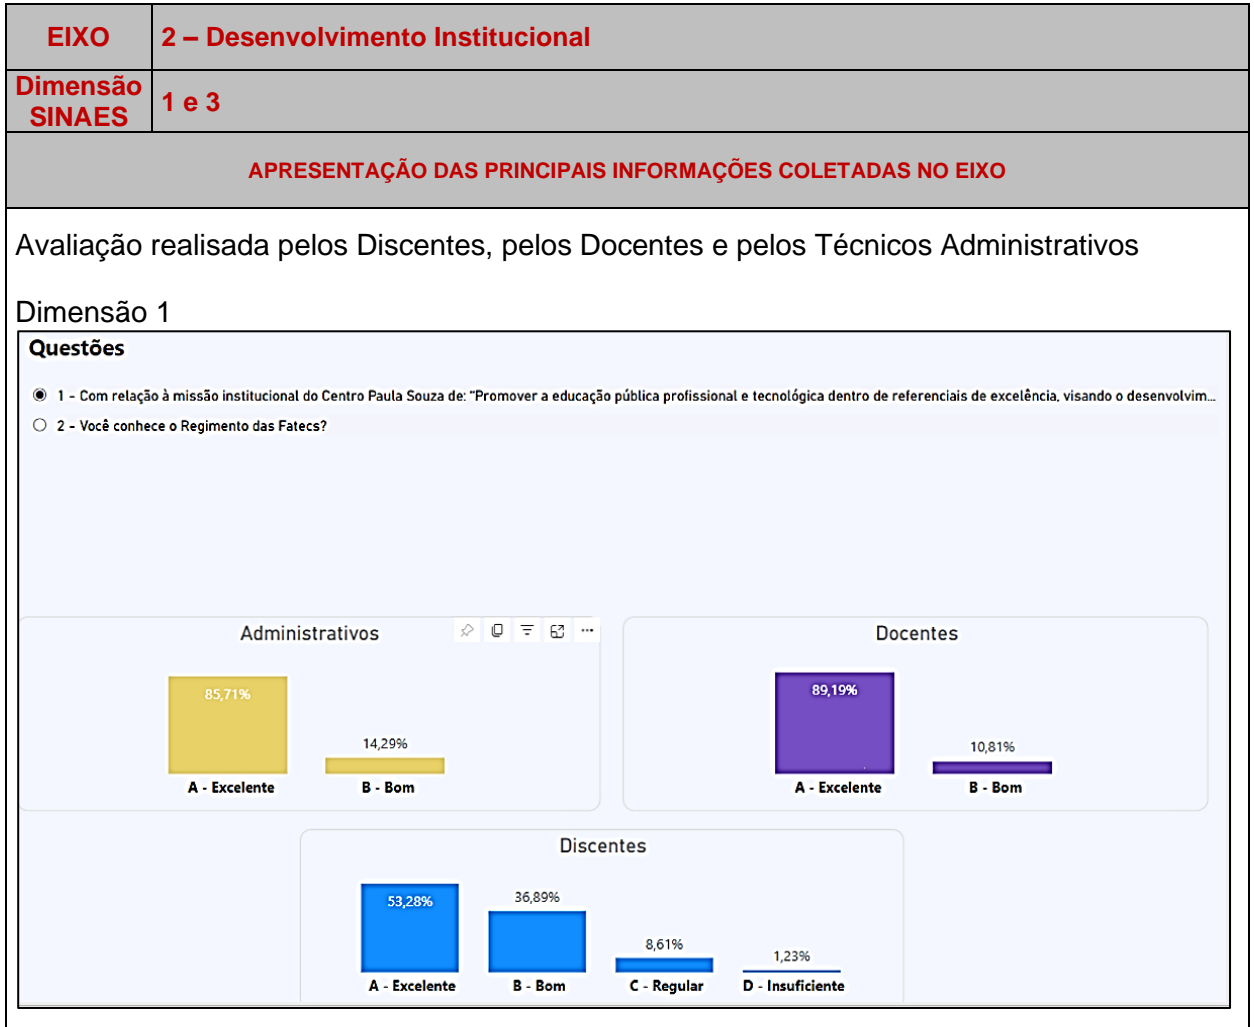 EIXO
2 – Desenvolvimento Institucional
Dimensão
SINAES
1 e 3
APRESENTAÇÃO DAS PRINCIPAIS INFORMAÇÕES COLETADAS NO EIXO
Avaliação realisada pelos Discentes, pelos Docentes e pelos Técnicos Administrativos
Dimensão 1
Questões
1 - Com relação à missão institucional do Centro Paula Souza de: "Promover a educação pública profissional e tecnológica dentro de referenciais de excelência, visando o desenvolvim...
2 - Você conhece o Regimento das Fatecs?
Administrativos
85,71%
14,29%
A - Excelente
B - Bom
Docentes
89,19%
10,81%
A - Excelente
B - Bom
Discentes
53,28%
36,89%
8,61%
1,23%
A - Excelente
B - Bom
C - Regular
D - Insuficiente